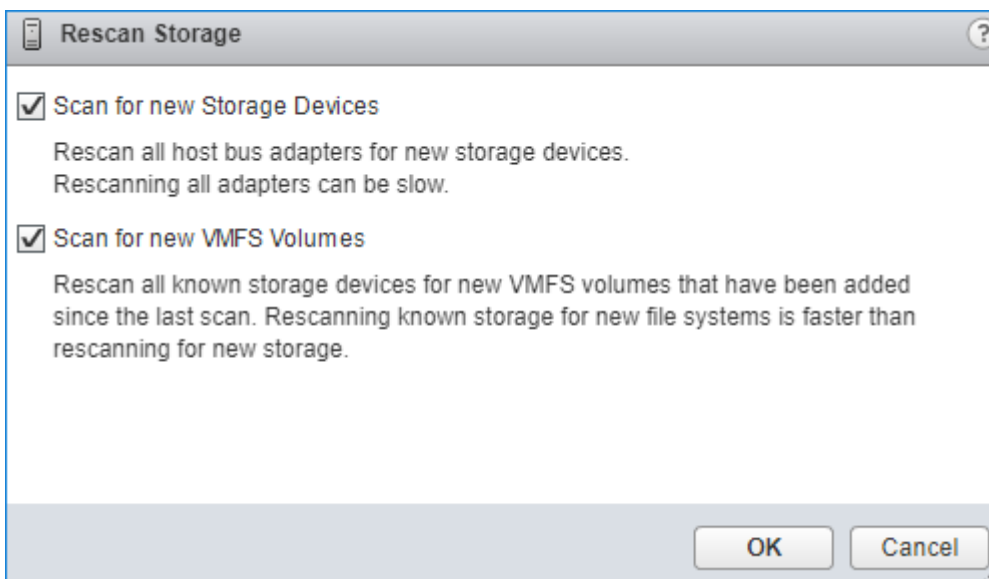 Rescan Storage
?
Scan for new Storage Devices
Rescan all host bus adapters for new storage devices.
Rescanning all adapters can be slow.
Scan for new VMFS Volumes
Rescan all known storage devices for new VMFS volumes that have been added
since the last scan. Rescanning known storage for new file systems is faster than
rescanning for new storage.
OK
Cancel